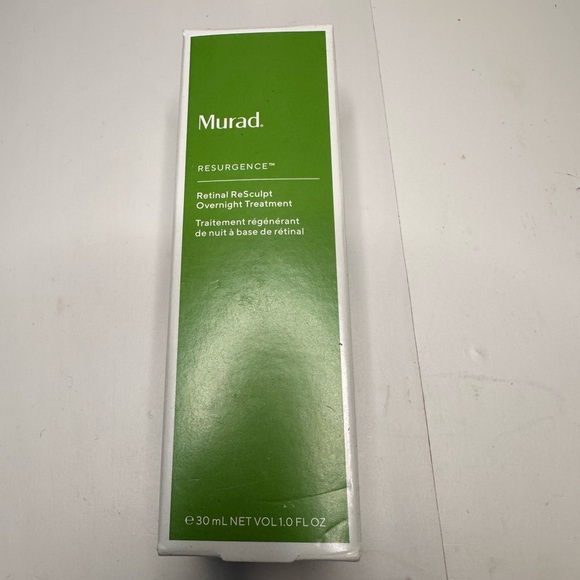 Murad.
RESURGENCE™
Retinal ReSculpt
Overnight Treatment
Traitement régénérant
de nuit à base de rétinal
℮ 30 mL NET VOL 1.0 FL OZ